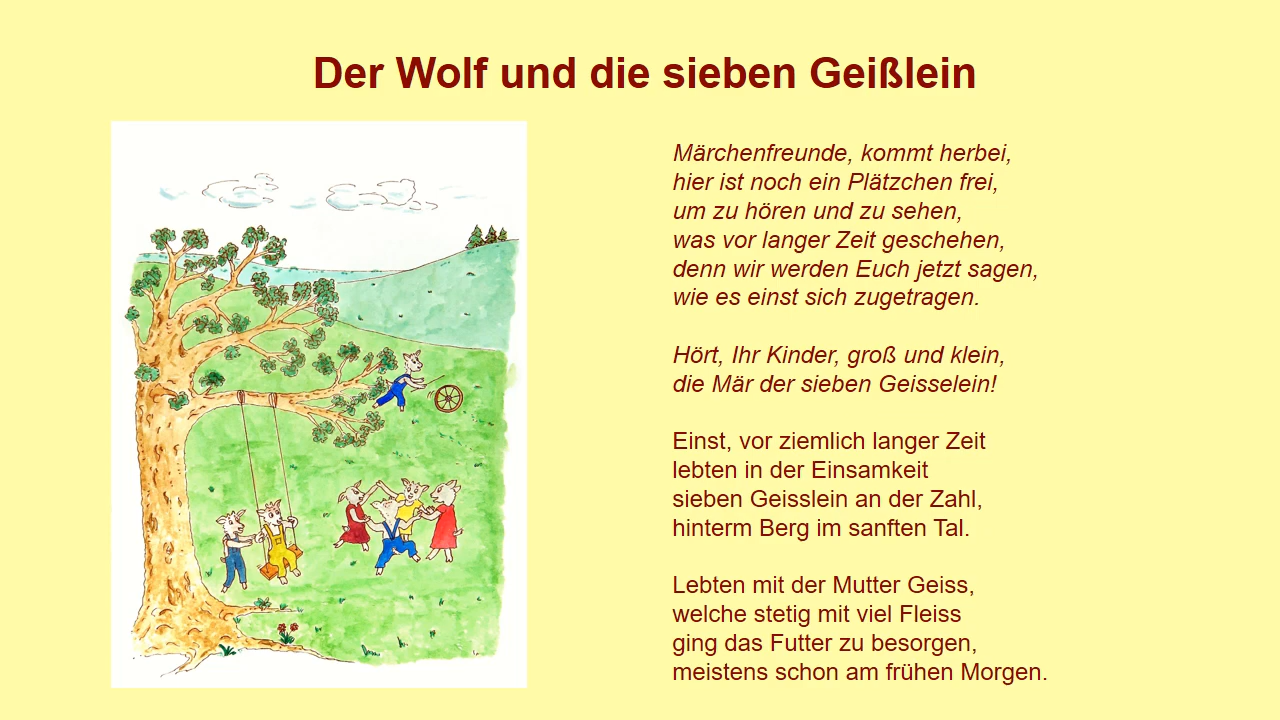 Der Wolf und die sieben Geißlein
Märchenfreunde, kommt herbei,
hier ist noch ein Plätzchen frei,
um zu hören und zu sehen,
was vor langer Zeit geschehen,
denn wir werden Euch jetzt sagen,
wie es einst sich zugetragen.
Hört, Ihr Kinder, groß und klein,
die Mär der sieben Geisselein!
Einst, vor ziemlich langer Zeit
lebten in der Einsamkeit
sieben Geisslein an der Zahl,
hinterm Berg im sanften Tal.
Lebten mit der Mutter Geiss,
welche stetig mit viel Fleiss
ging das Futter zu besorgen,
meistens schon am frühen Morgen.